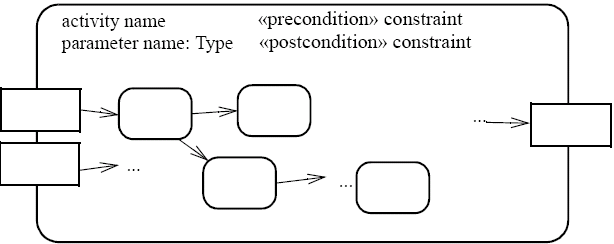 activity name «precondition» constraint
parameter name: Type «postcondition» constraint
...
...
...